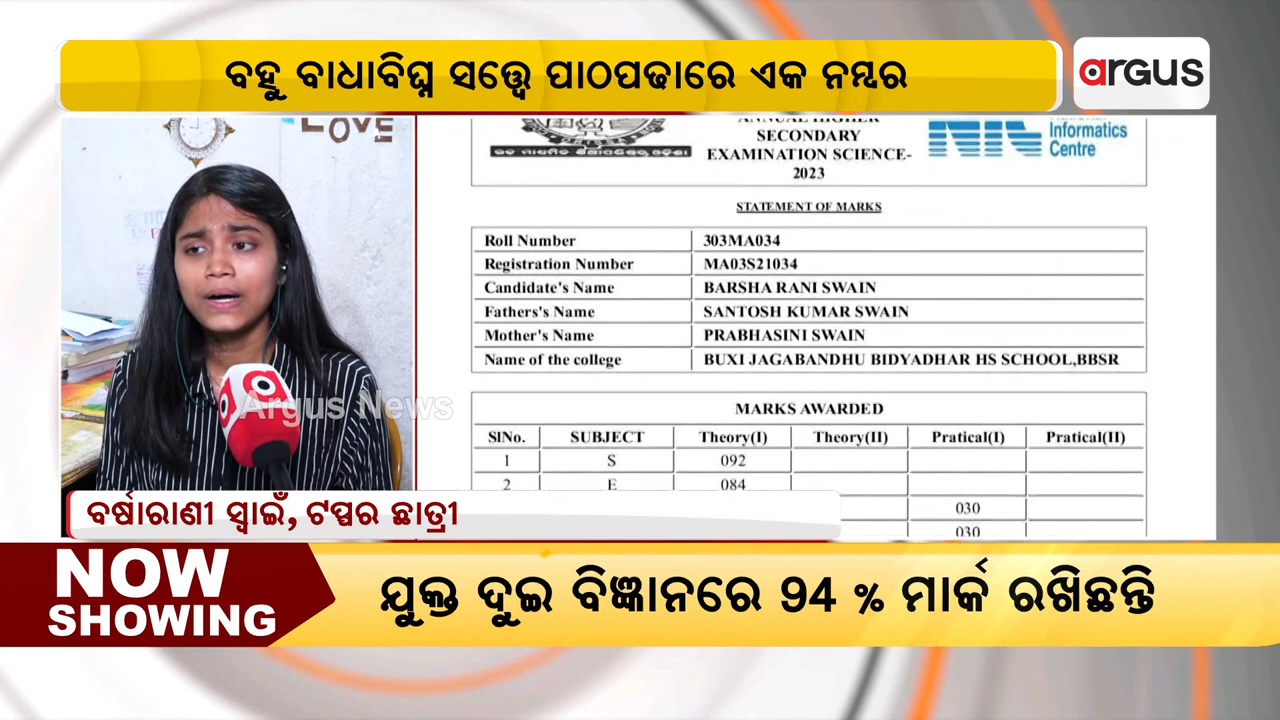 ବହୁ ବାଧାବିଘ୍ନ ସତ୍ତ୍ୱେ ପାଠପଢାରେ ଏକ ନମ୍ବର
argus
LOVE
ANNUAL HIGHER
SECONDARY
EXAMINATION SCIENCE-
2023
Informatics
Centre
STATEMENT OF MARKS
Roll Number 303MA034
Registration Number MA03S21034
Candidate's Name BARSHA RANI SWAIN
Fathers's Name SANTOSH KUMAR SWAIN
Mother's Name PRABHASINI SWAIN
Name of the college BUXI JAGABANDHU BIDYADHAR HS SCHOOL,BBSR
MARKS AWARDED
SlNo. SUBJECT Theory(I) Theory(II) Pratical(I) Pratical(II)
1 S 092
2 E 084
030
030
Argus News
ବର୍ଷାରାଣୀ ସ୍ୱାଇଁ, ଟପ୍ପର ଛାତ୍ରୀ
NOW
SHOWING
ଯୁକ୍ତ ଦୁଇ ବିଜ୍ଞାନରେ 94 % ମାର୍କ ରଖିଛନ୍ତି